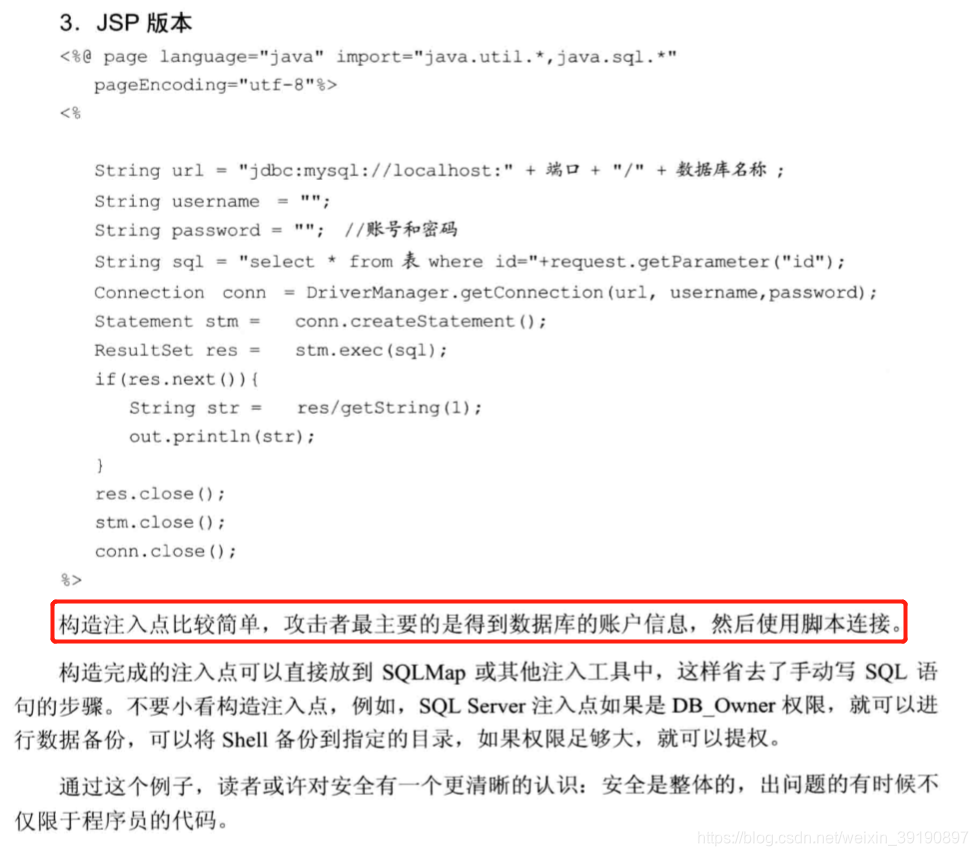 3．JSP 版本
<%@ page language="java" import="java.util.*,java.sql.*"
pageEncoding="utf-8"%>
<%
String url = "jdbc:mysql://localhost:" + 端口 + "/" + 数据库名称 ;
String username = "";
String password = ""; //账号和密码
String sql = "select * from 表 where id="+request.getParameter("id");
Connection conn = DriverManager.getConnection(url, username,password);
Statement stm = conn.createStatement();
ResultSet res = stm.exec(sql);
if(res.next()){
String str = res/getString(1);
out.println(str);
}
res.close();
stm.close();
conn.close();
%>
构造注入点比较简单，攻击者最主要的是得到数据库的账户信息，然后使用脚本连接。
构造完成的注入点可以直接放到 SQLMap 或其他注入工具中，这样省去了手动写 SQL 语
句的步骤。不要小看构造注入点，例如，SQL Server 注入点如果是 DB_Owner 权限，就可以进
行数据备份，可以将 Shell 备份到指定的目录，如果权限足够大，就可以提权。
通过这个例子，读者或许对安全有一个更清晰的认识：安全是整体的，出问题的有时候不
仅限于程序员的代码。
https://blog.csdn.net/weixin_39190897